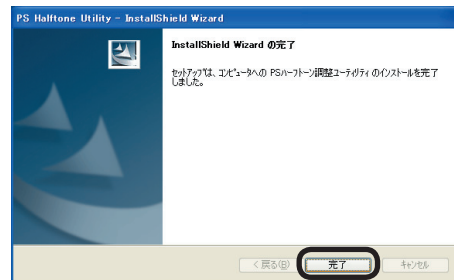 PS Halftone Utility - InstallShield Wizard
InstallShield Wizard の完了
セットアップは、コンピュータへの PSハーフトーン調整ユーティリティ のインストールを完了
しました。
< 戻る(B)
完了
キャンセル